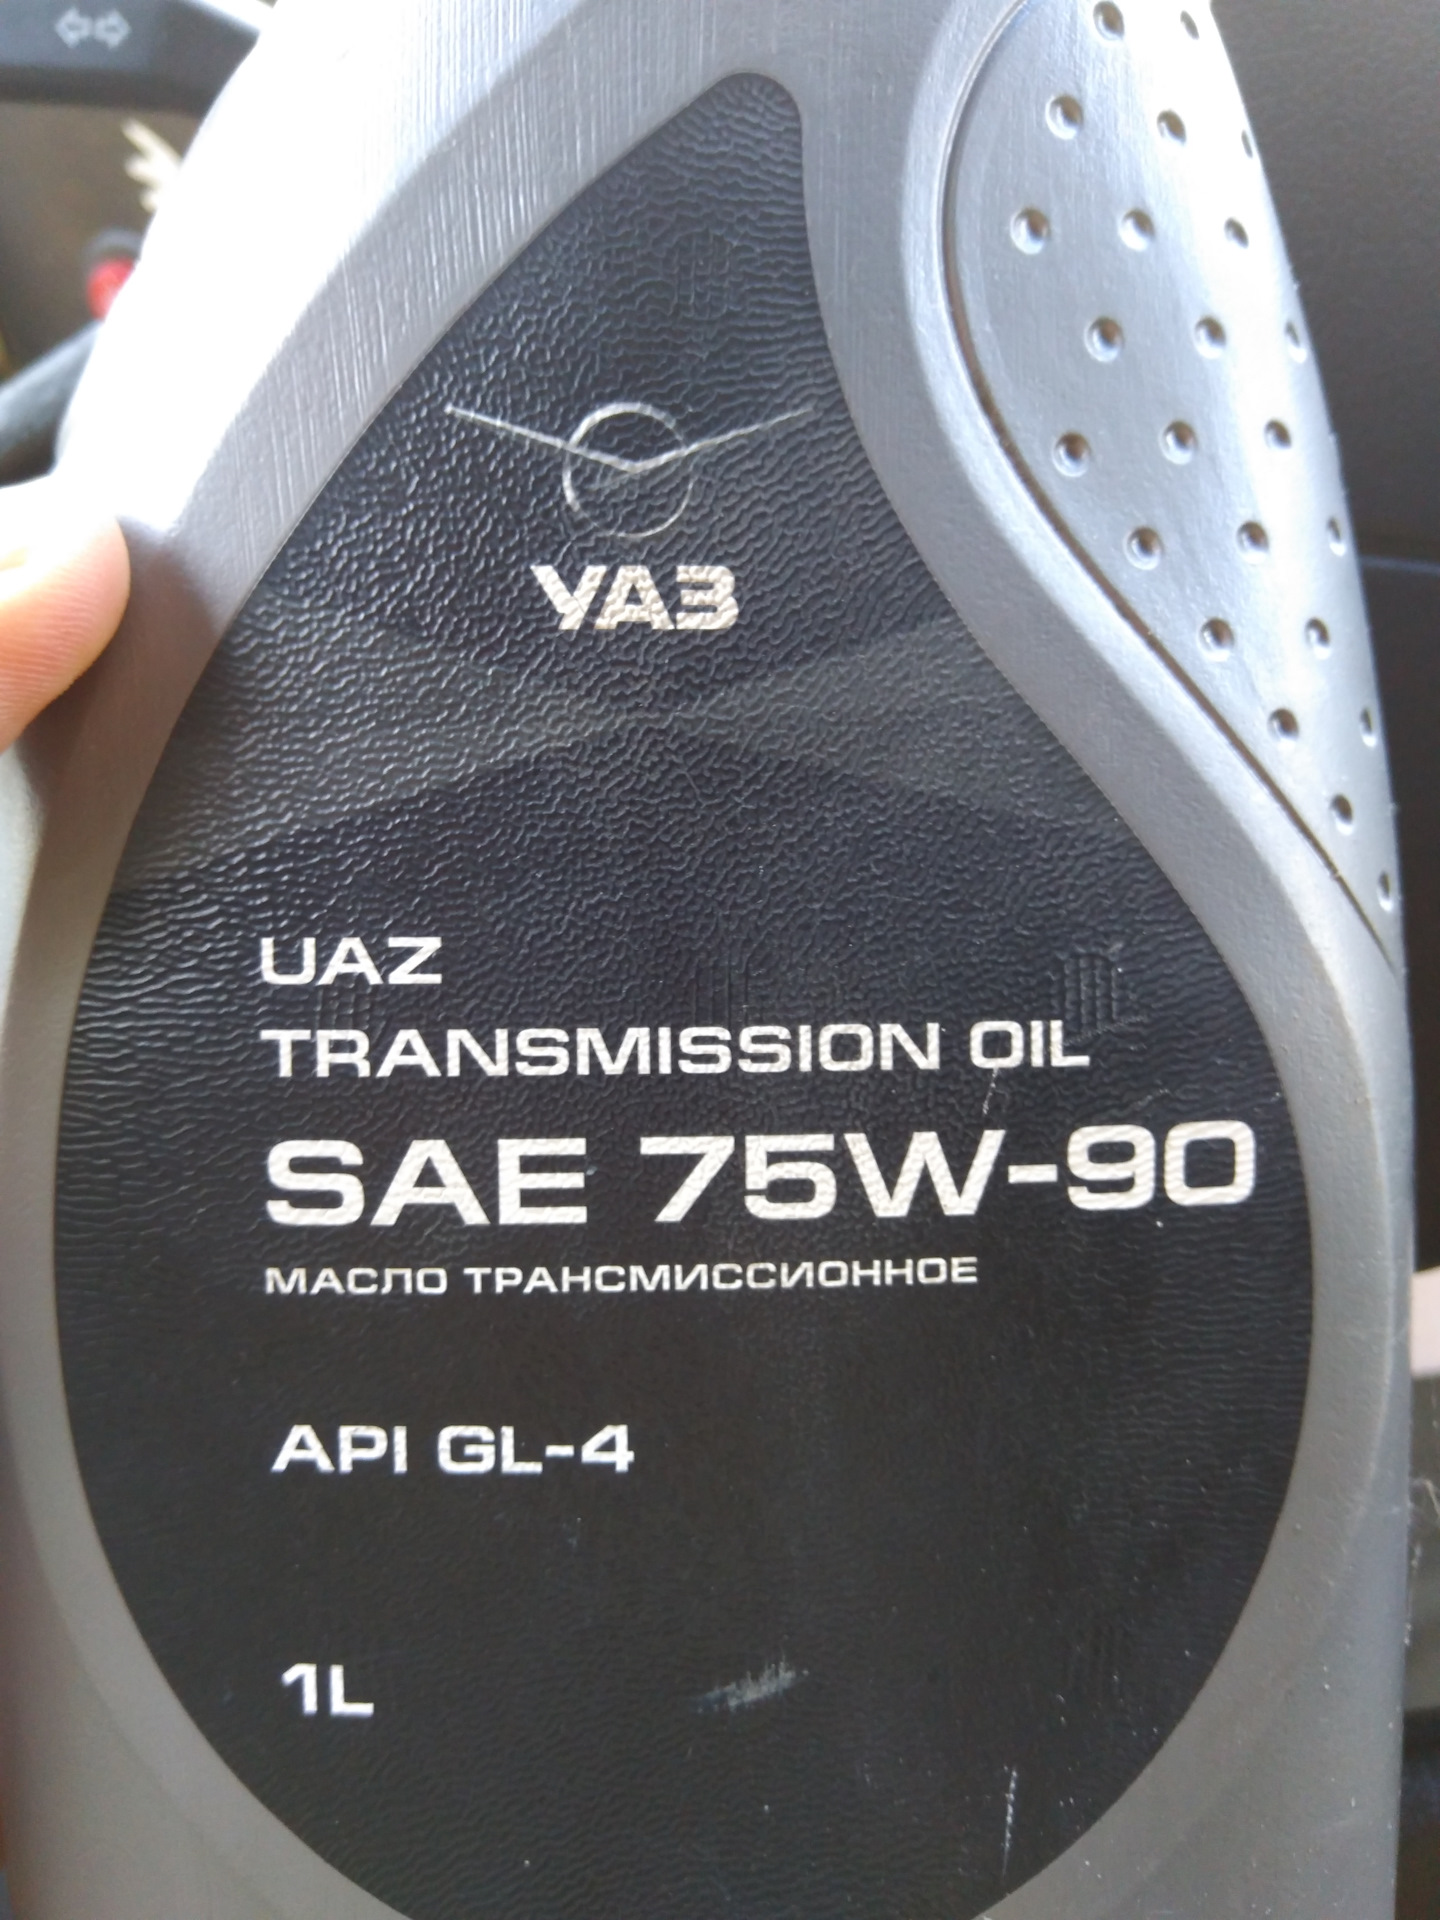 УАЗ
UAZ
TRANSMISSION OIL
SAE 75W-90
МАСЛО ТРАНСМИССИОННОЕ
API GL-4
1L